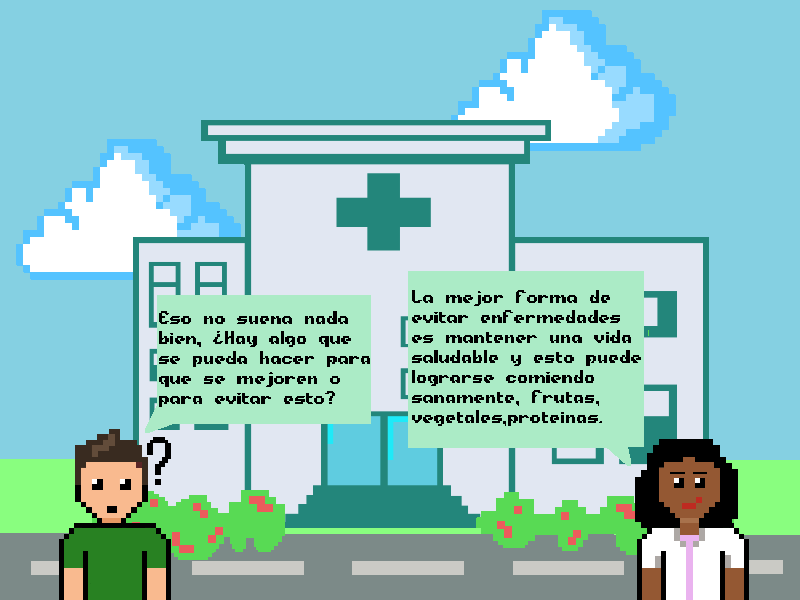 Eso no suena nada
bien, ¿Hay algo que
se pueda hacer para
que se mejoren o
para evitar esto?
La mejor forma de
evitar enfermedades
es mantener una vida
saludable y esto puede
lograrse comiendo
sanamente, frutas,
vegetales,proteinas.
?